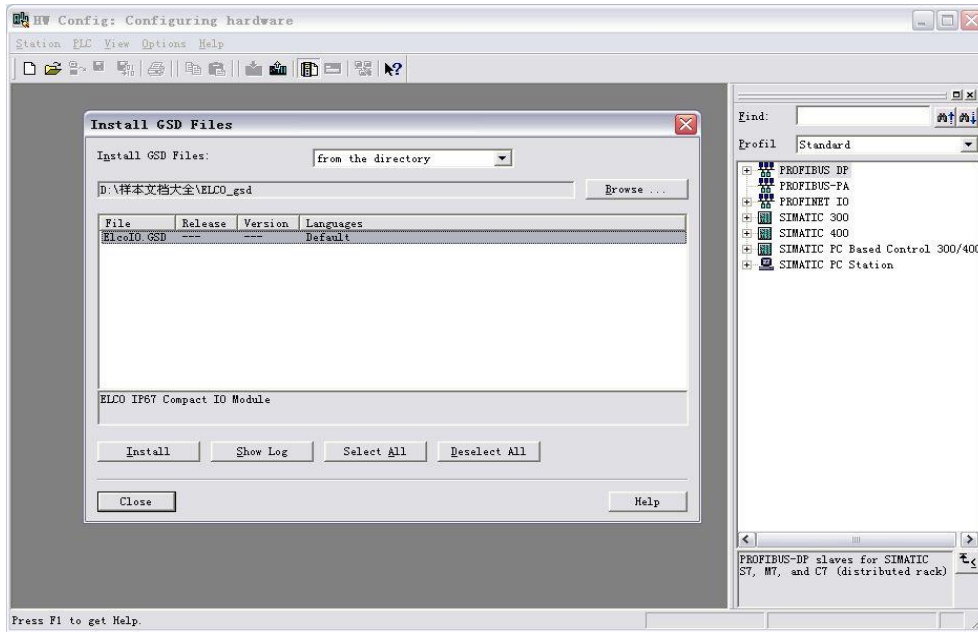 HW Config: Configuring hardware
Station PLC View Options Help
Install GSD Files
Install GSD Files:
from the directory
D:\样本文档大全\ELCO_gsd
Browse ...
File Release Version Languages
ElcoIO.GSD --- --- Default
ELCO IP67 Compact IO Module
Install Show Log Select All Deselect All
Close Help
Find:
Profil Standard
PROFIBUS DP
PROFIBUS-PA
PROFINET IO
SIMATIC 300
SIMATIC 400
SIMATIC PC Based Control 300/400
SIMATIC PC Station
PROFIBUS-DP slaves for SIMATIC
S7, M7, and C7 (distributed rack)
Press F1 to get Help.